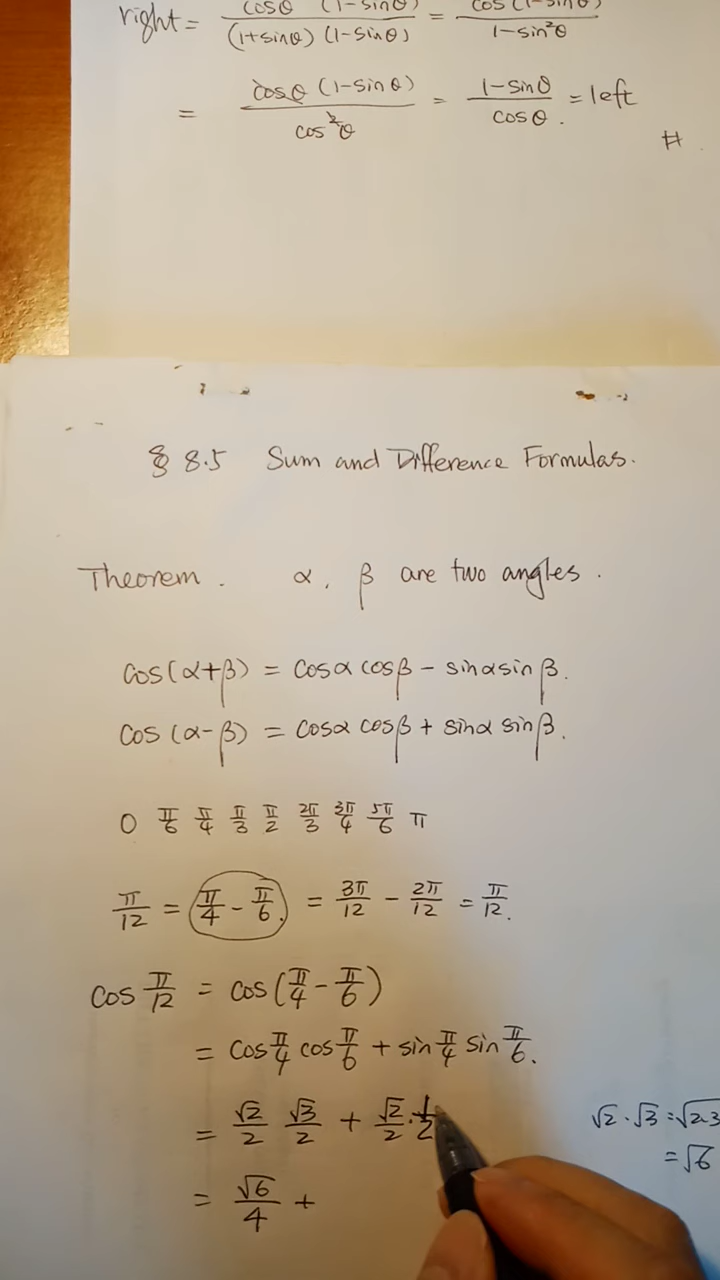 right = cosθ (1-sinθ) / (1+sinθ)(1-sinθ) = cos (1-sinθ) / 1-sin²θ
= cosθ (1-sinθ) / cos²θ = 1-sinθ / cosθ. = left
#
§ 8.5 Sum and Difference Formulas.
Theorem. α, β are two angles.
cos(α+β) = cosα cosβ - sinα sinβ.
cos(α-β) = cosα cosβ + sinα sinβ.
0 π/6 π/4 π/3 π/2 2π/3 3π/4 5π/6 π
π/12 = (π/4 - π/6.) = 3π/12 - 2π/12 = π/12.
cos π/12 = cos(π/4 - π/6)
= cos π/4 cos π/6 + sin π/4 sin π/6.
= √2/2 √3/2 + √2/2 · 1/2
√2·√3 = √2·3
= √6
= √6/4 +